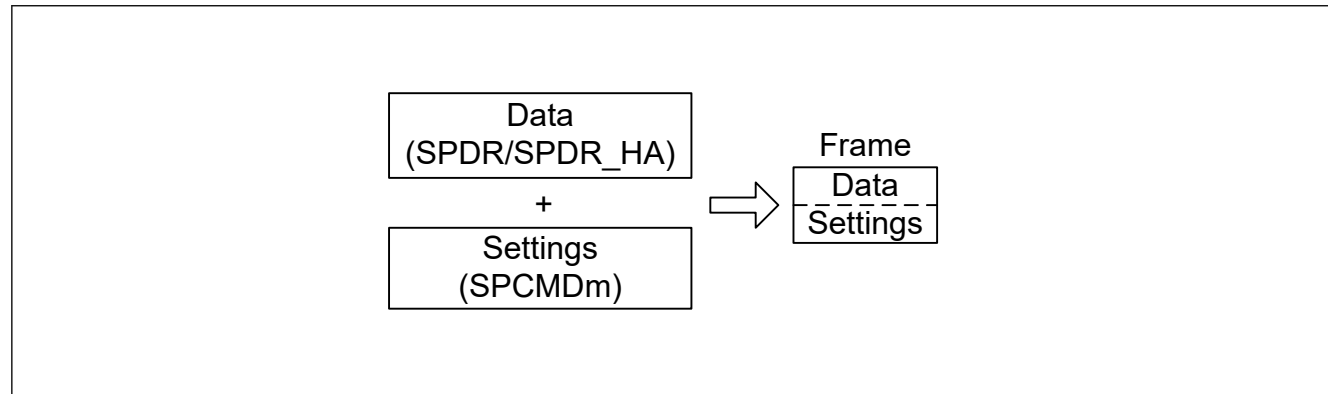 Data
(SPDR/SPDR_HA)
+
Settings
(SPCMDm)
Frame
Data
Settings